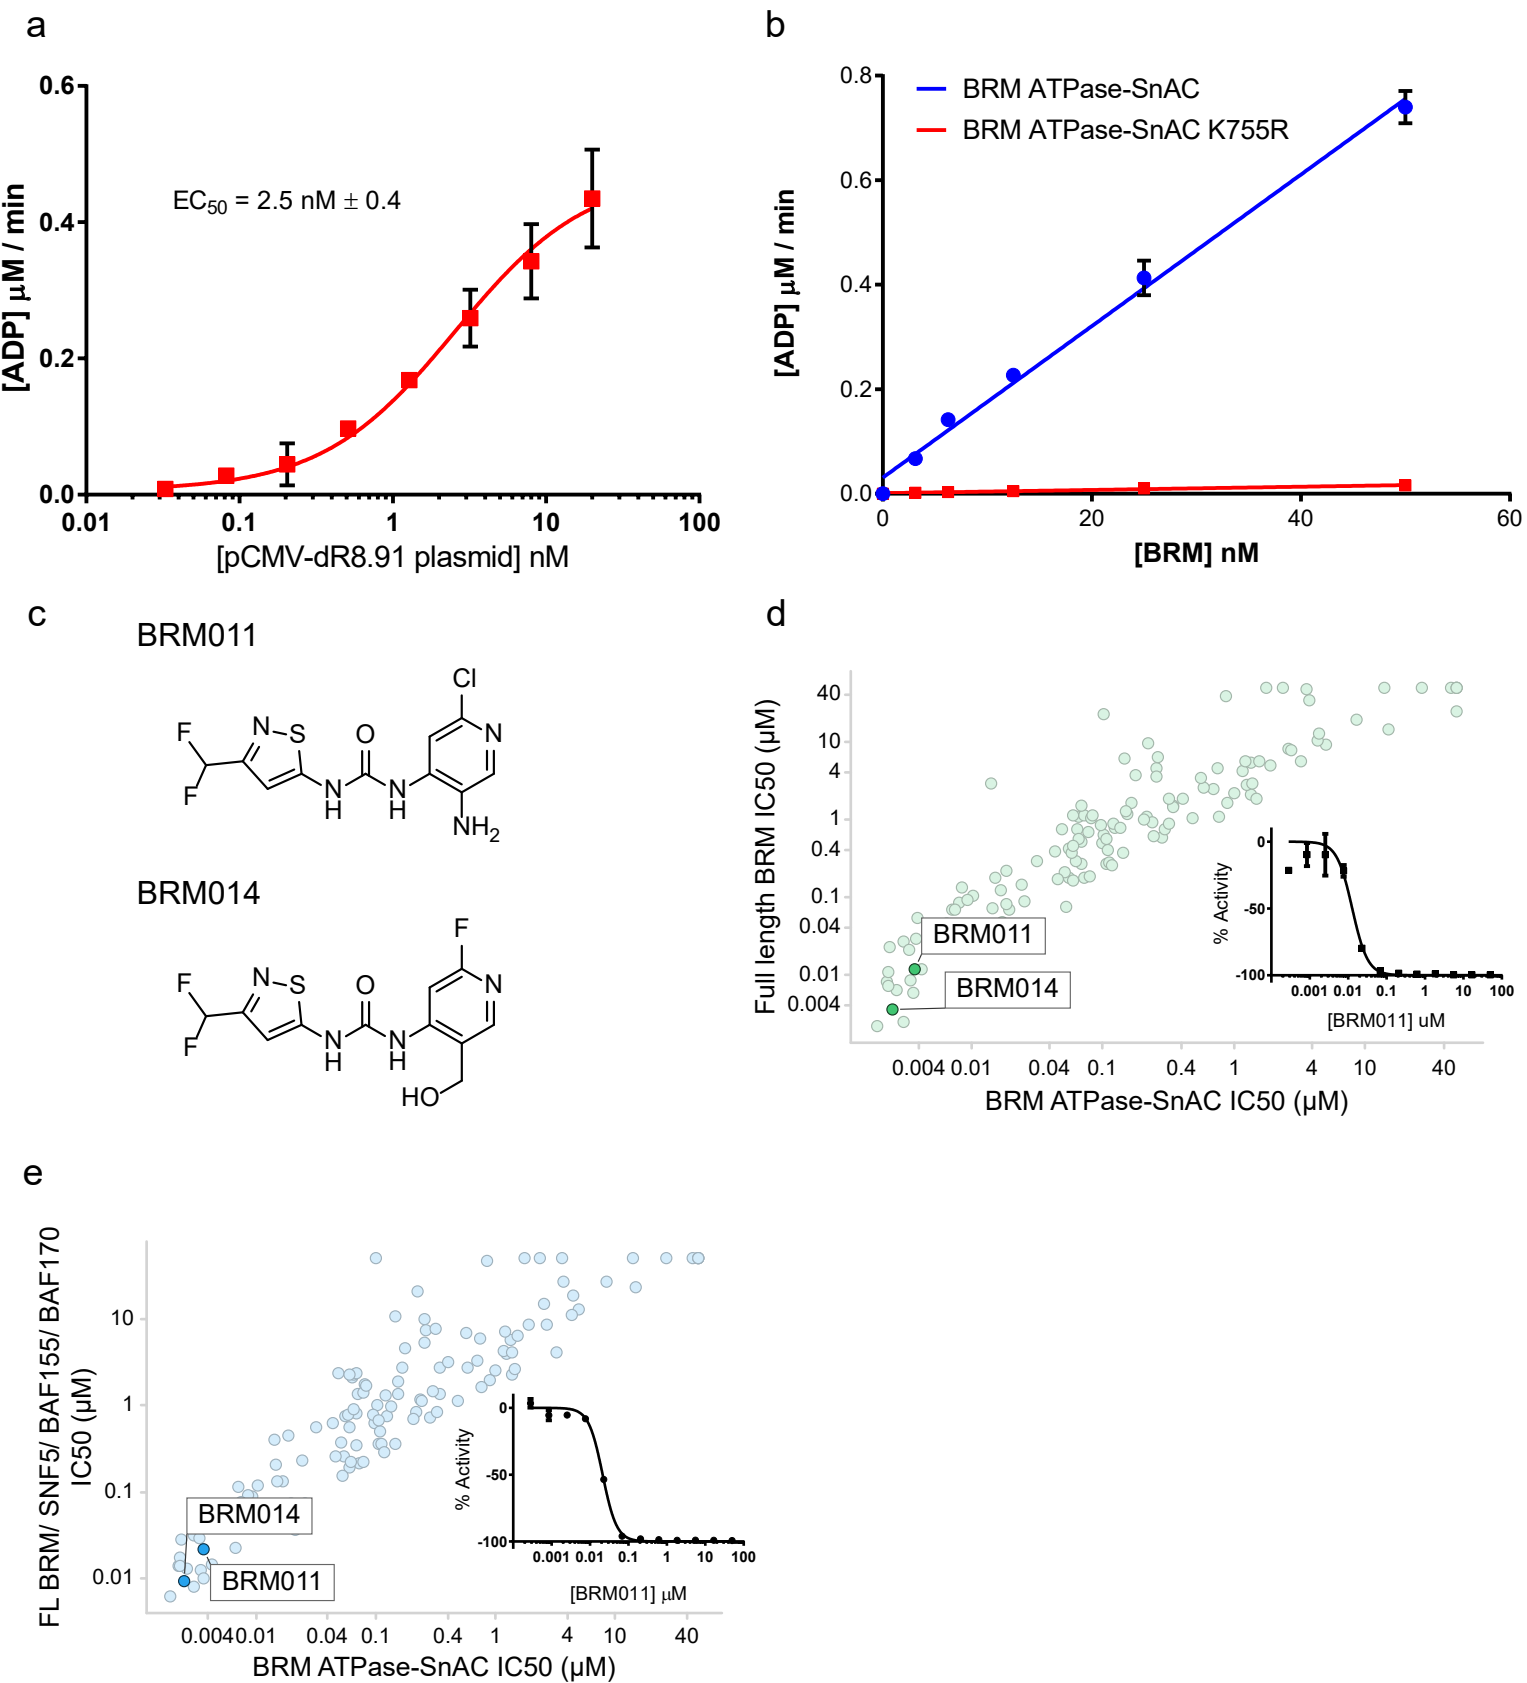 a
0.6
0.4
0.2
0.0
[ADP] µM / min
EC50 = 2.5 nM ± 0.4
0.01 0.1 1 10 100
[pCMV-dR8.91 plasmid] nM
b
0.8
0.6
0.4
0.2
0.0
[ADP] µM / min
BRM ATPase-SnAC
BRM ATPase-SnAC K755R
0 20 40 60
[BRM] nM
c
BRM011
Cl
F
N
S
O
N
F
N
H
N
H
NH2
BRM014
F
F
N
S
O
N
F
N
H
N
H
HO
d
Full length BRM IC50 (µM)
40
10
4
1
0.4
0.1
0.04
0.01
0.004
BRM011
BRM014
% Activity
0
-50
-100
0.001 0.01 0.1 1 10 100
[BRM011] uM
0.004 0.01 0.04 0.1 0.4 1 4 10 40
BRM ATPase-SnAC IC50 (µM)
e
FL BRM/ SNF5/ BAF155/ BAF170
IC50 (µM)
10
1
0.1
0.01
BRM014
BRM011
% Activity
0
-50
-100
0.001 0.01 0.1 1 10 100
[BRM011] µM
0.004 0.01 0.04 0.1 0.4 1 4 10 40
BRM ATPase-SnAC IC50 (µM)